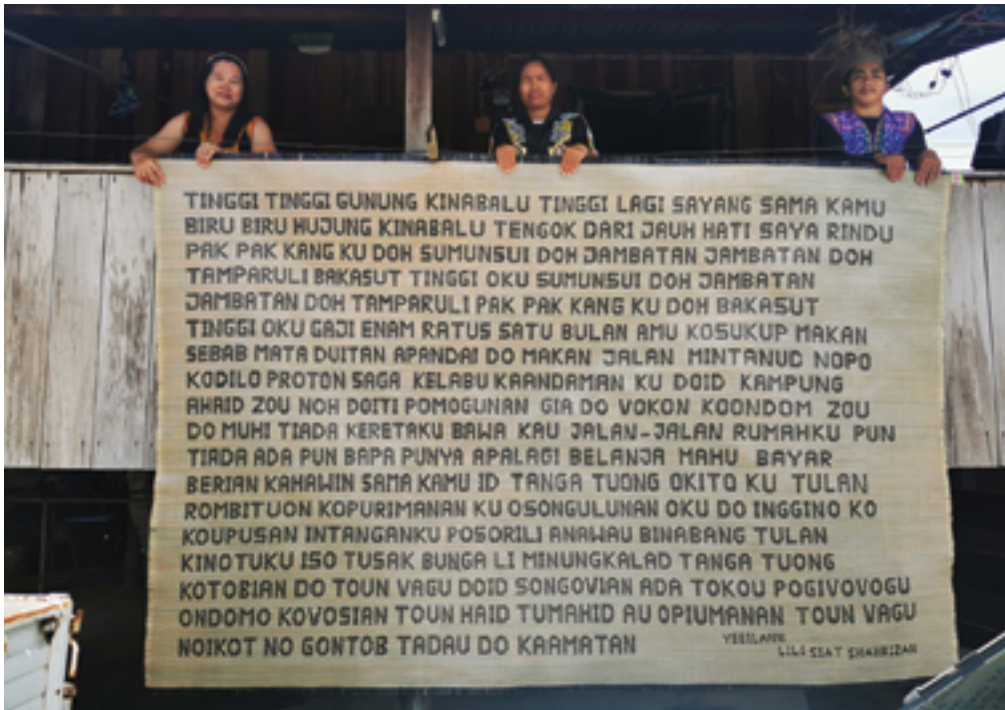 TINGGI TINGGI GUNUNG KINABALU TINGGI LAGI SAYANG SAMA KAMU
BIRU BIRU HUJUNG KINABALU TENGOK DARI JAUH HATI SAYA RINDU
PAK PAK KANG KU DOH SUMUNSUI DOH JAMBATAN JAMBATAN DOH
TAMPARULI BAKASUT TINGGI OKU SUMUNSUI DOH JAMBATAN
JAMBATAN DOH TAMPARULI PAK PAK KANG KU DOH BAKASUT
TINGGI OKU GAJI ENAM RATUS SATU BULAN AMU KOSUKUP MAKAN
SEBAB MATA DUITAN APANDAI DO MAKAN JALAN MINTANUD NOPO
KODILO PROTON SAGA KELABU KAANDAMAN KU DOID KAMPUNG
AHAID ZOU NOH DOITI POMOGUNAN GIA DO VOKON KOONDOM ZOU
DO MUHI TIADA KERETAKU BAWA KAU JALAN-JALAN RUMAHKU PUN
TIADA ADA PUN BAPA PUNYA APALAGI BELANJA MAHU BAYAR
BERIAN KAHAWIN SAMA KAMU ID TANGA TUONG OKITO KU TULAN
ROMBITUON KOPURIMANAN KU OSONGULUNAN OKU DO INGGINO KO
KOUPUSAN INTANGANKU POSORILI ANAWAU BINABANG TULAN
KINOTUKU ISO TUSAK BUNGA LI MINUNGKALAD TANGA TUONG
KOTOBIAN DO TOUN VAGU DOID SONGOVIAN ADA TOKOU POGIVOVOGU
ONDOMO KOVOSIAN TOUN HAID TUMAHID AU OPIUMANAN TOUN VAGU
NOIKOT NO GONTOB TADAU DO KAAMATAN
LILI SIAT SHAHRIZAN